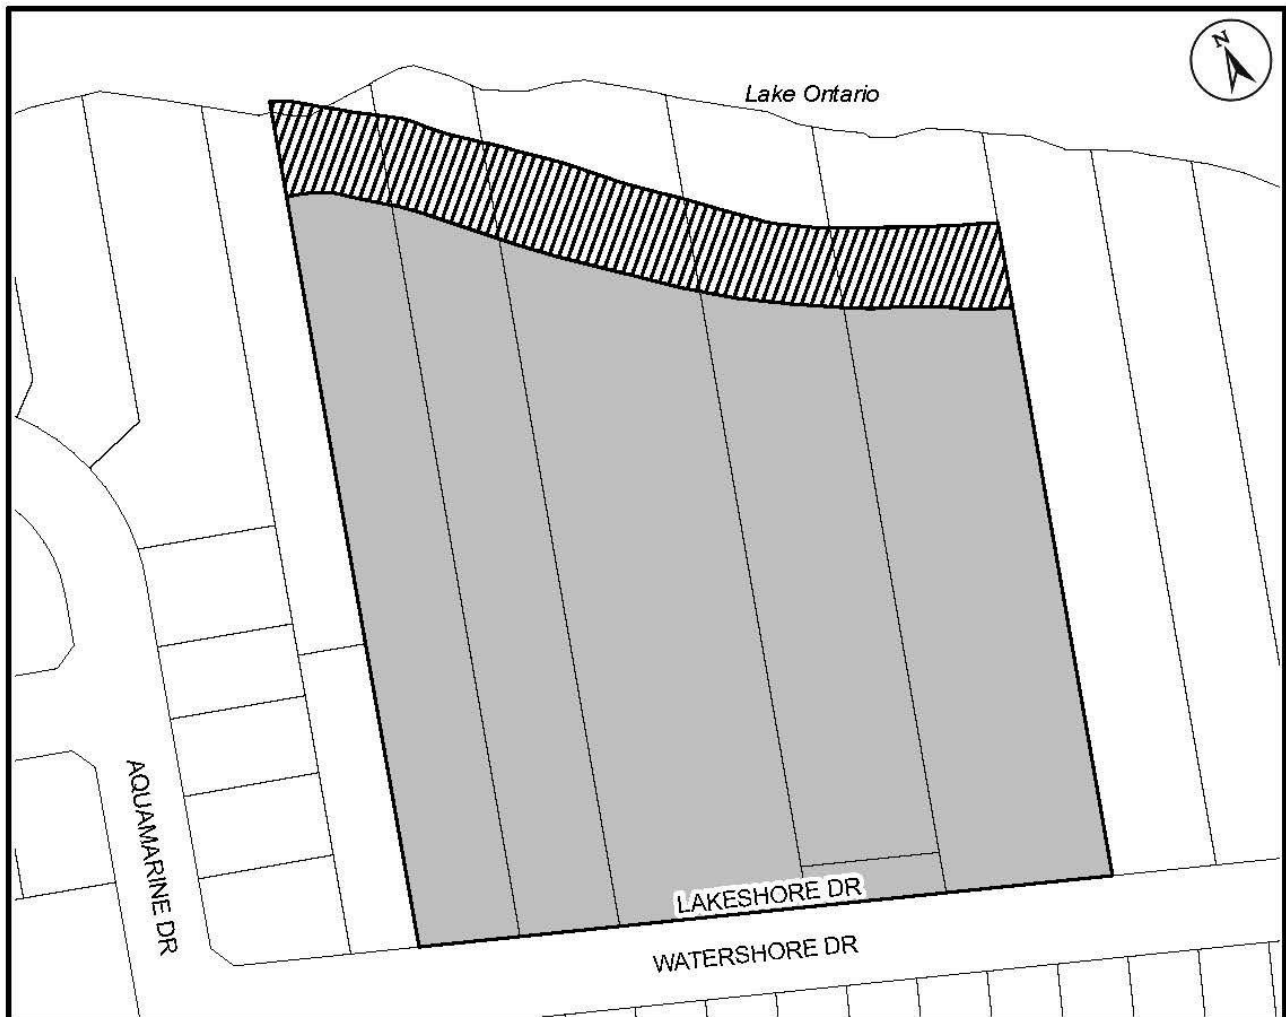 N
Lake Ontario
AQUAMARINE DR
LAKESHORE DR
WATERSHORE DR